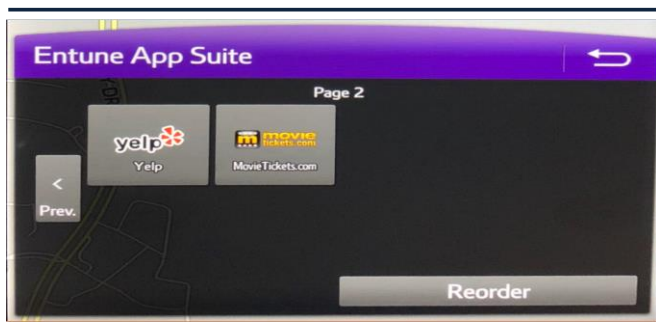 Entune App Suite
Page 2
yelp
Yelp
movie
tickets.com
MovieTickets.com
<
Prev.
Reorder